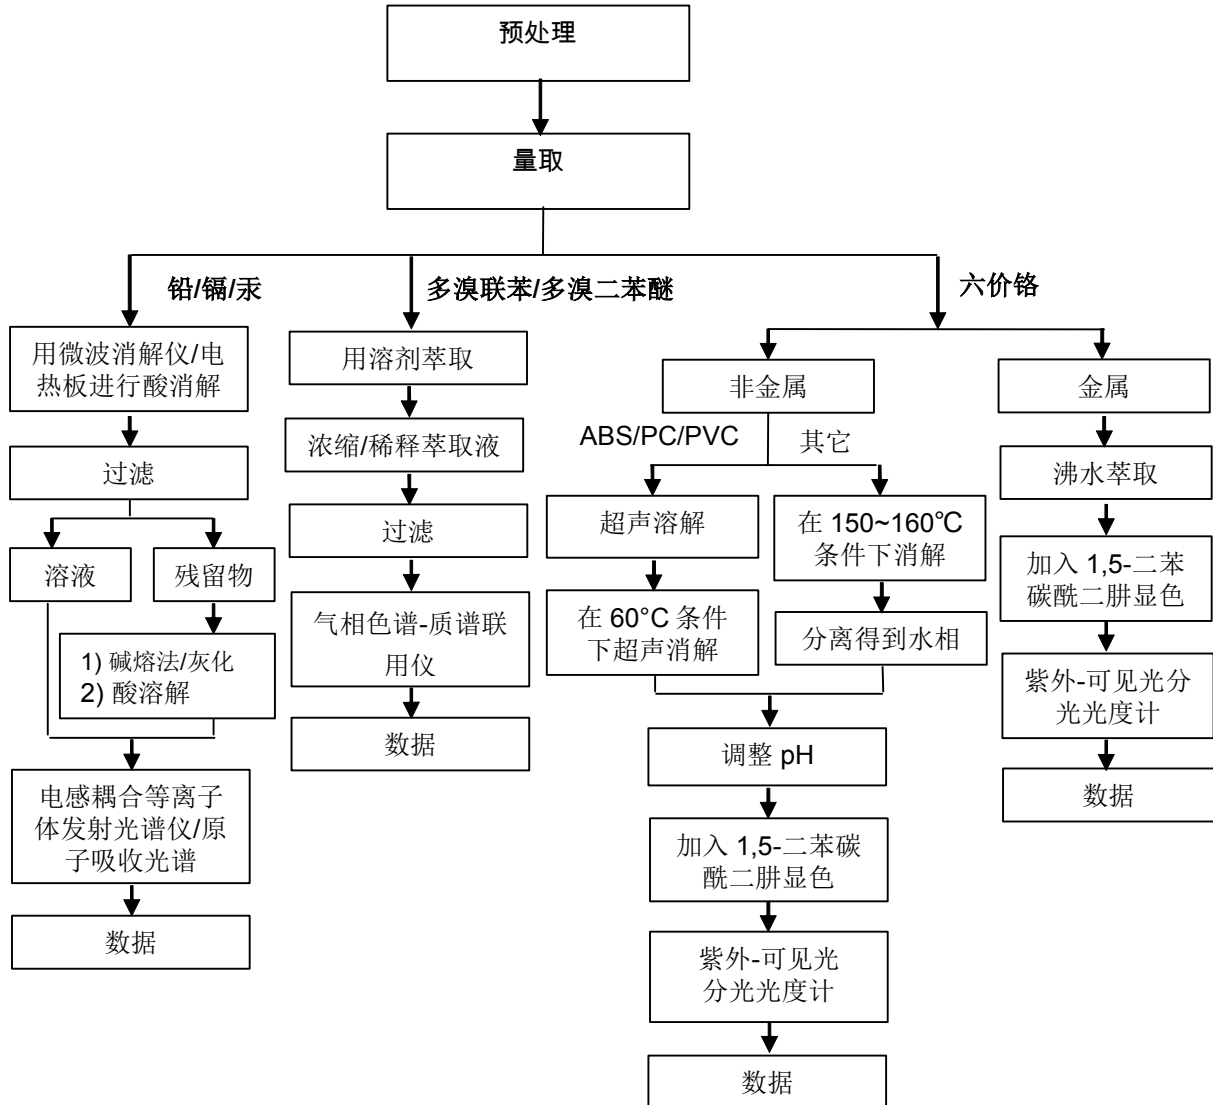 预处理
量取
铅/镉/汞
多溴联苯/多溴二苯醚
六价铬
用微波消解仪/电
热板进行酸消解
过滤
溶液
残留物
1) 碱熔法/灰化
2) 酸溶解
电感耦合等离子
体发射光谱仪/原
子吸收光谱
数据
用溶剂萃取
浓缩/稀释萃取液
过滤
气相色谱-质谱联
用仪
数据
非金属
ABS/PC/PVC
其它
超声溶解
在 60°C 条件
下超声消解
在 150~160℃
条件下消解
分离得到水相
调整 pH
加入 1,5-二苯碳
酰二肼显色
紫外-可见光
分光光度计
数据
金属
沸水萃取
加入 1,5-二苯
碳酰二肼显色
紫外-可见光分
光光度计
数据